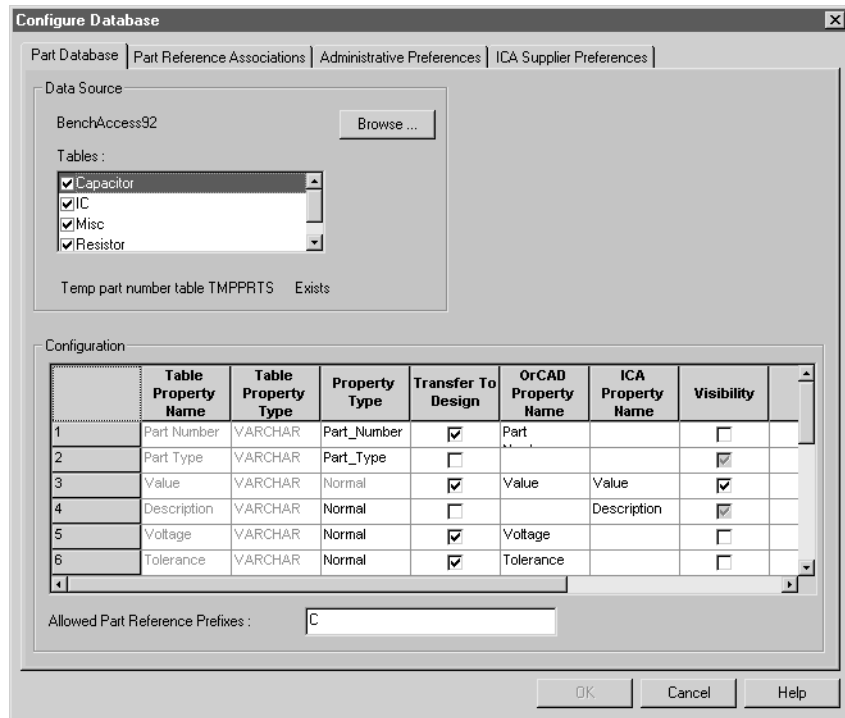 Configure Database
Part Database Part Reference Associations Administrative Preferences ICA Supplier Preferences
Data Source
BenchAccess92 Browse ...
Tables :
Capacitor
IC
Misc
Resistor
Temp part number table TMPPRTS Exists
Configuration
Table Property Name Table Property Type Property Type Transfer To Design OrCAD Property Name ICA Property Name Visibility
1 Part Number VARCHAR Part_Number Part
2 Part Type VARCHAR Part_Type
3 Value VARCHAR Normal Value Value
4 Description VARCHAR Normal Description
5 Voltage VARCHAR Normal Voltage
6 Tolerance VARCHAR Normal Tolerance
Allowed Part Reference Prefixes : C
OK Cancel Help